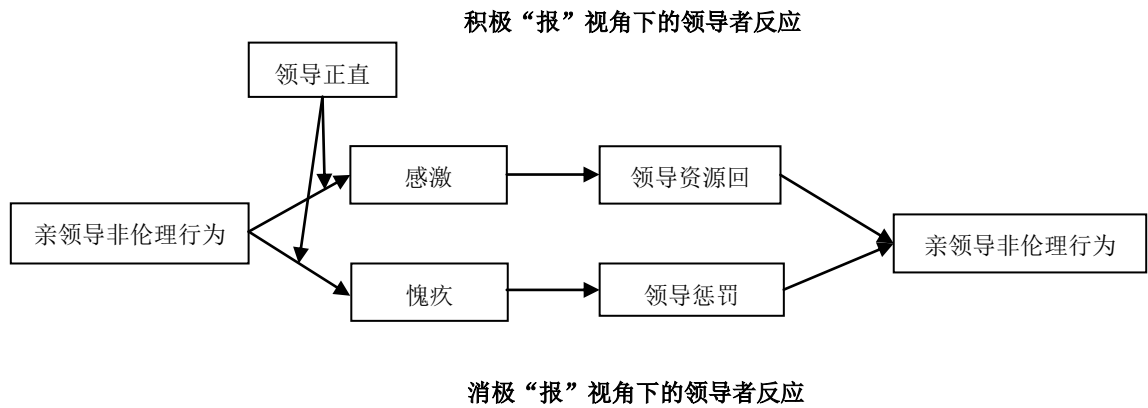 积极“报”视角下的领导者反应
领导正直
感激
领导资源回
亲领导非伦理行为
亲领导非伦理行为
愧疚
领导惩罚
消极“报”视角下的领导者反应